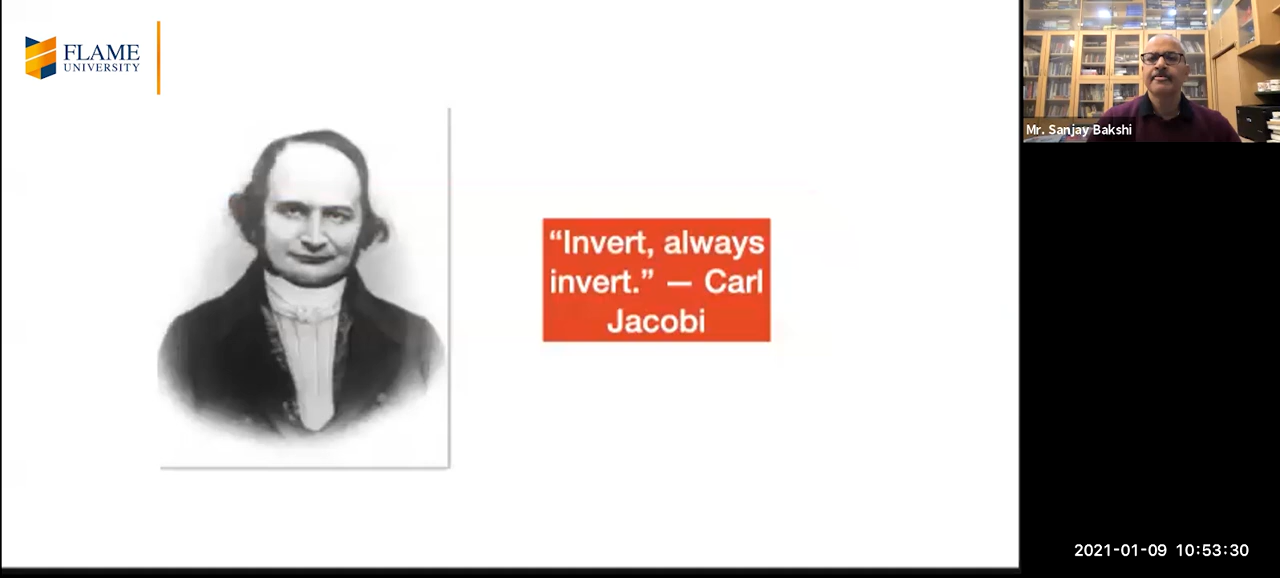 FLAME
UNIVERSITY
“Invert, always
invert.” — Carl
Jacobi
Mr. Sanjay Bakshi
2021-01-09 10:53:30